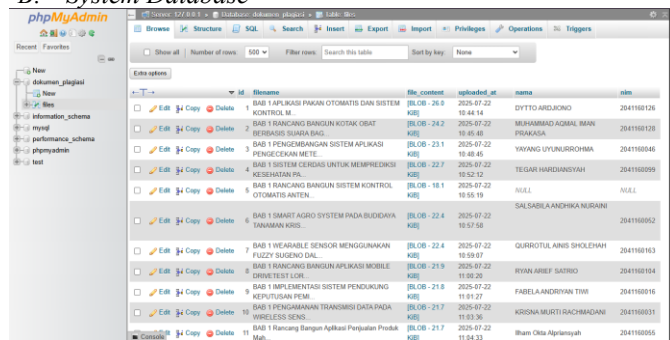 B. System Database
phpMyAdmin
Recent Favorites
New
dokumen_plagiasi
New
files
information_schema
mysql
performance_schema
phpmyadmin
test
Server: 127.0.0.1 » Database: dokumen_plagiasi » Table: files
Browse Structure SQL Search Insert Export Import Privileges Operations Triggers
Show all Number of rows: 500 Filter rows: Search this table Sort by key: None
Extra options
id filename file_content uploaded_at nama nim
Edit Copy Delete 1 BAB 1 APLIKASI PAKAN OTOMATIS DAN SISTEM KONTROL M... [BLOB - 26.0 KiB] 2025-07-22 10:44:14 DYTTO ARDJIONO 2041160126
Edit Copy Delete 2 BAB 1 RANCANG BANGUN KOTAK OBAT BERBASIS SUARA BAG... [BLOB - 24.2 KiB] 2025-07-22 10:45:48 MUHAMMAD AQMAL IMAN PRAKASA 2041160128
Edit Copy Delete 3 BAB 1 PENGEMBANGAN SISTEM APLIKASI PENGECEKAN METE... [BLOB - 23.1 KiB] 2025-07-22 10:48:45 YAYANG UYUNURROHMA 2041160046
Edit Copy Delete 4 BAB 1 SISTEM CERDAS UNTUK MEMPREDIKSI KESEHATAN PA... [BLOB - 22.7 KiB] 2025-07-22 10:52:12 TEGAR HARDIANSYAH 2041160099
Edit Copy Delete 5 BAB 1 RANCANG BANGUN SISTEM KONTROL OTOMATIS ANTEN... [BLOB - 18.1 KiB] 2025-07-22 10:55:19 NULL NULL
Edit Copy Delete 6 BAB 1 SMART AGRO SYSTEM PADA BUDIDAYA TANAMAN KRIS... [BLOB - 22.4 KiB] 2025-07-22 10:57:58 SALSABILA ANDHIKA NURAINI 2041160052
Edit Copy Delete 7 BAB 1 WEARABLE SENSOR MENGGUNAKAN FUZZY SUGENO DAL... [BLOB - 22.4 KiB] 2025-07-22 10:59:07 QURROTUL AINIS SHOLEHAH 2041160163
Edit Copy Delete 8 BAB 1 RANCANG BANGUN APLIKASI MOBILE DRIVETEST LOR... [BLOB - 21.9 KiB] 2025-07-22 11:00:20 RYAN ARIEF SATRIO 2041160104
Edit Copy Delete 9 BAB 1 IMPLEMENTASI SISTEM PENDUKUNG KEPUTUSAN PEMI... [BLOB - 21.8 KiB] 2025-07-22 11:01:27 FABELA ANDRIYAN TIWI 2041160016
Edit Copy Delete 10 BAB 1 PENGAMANAN TRANSMISI DATA PADA WIRELESS SENS... [BLOB - 21.7 KiB] 2025-07-22 11:03:36 KRISNA MURTI RACHMADANI 2041160031
Edit Copy Delete 11 BAB 1 Rancang Bangun Aplikasi Penjualan Produk Mah... [BLOB - 21.7 KiB] 2025-07-22 11:04:33 Ilham Okta Alpriansyah 2041160055
Console